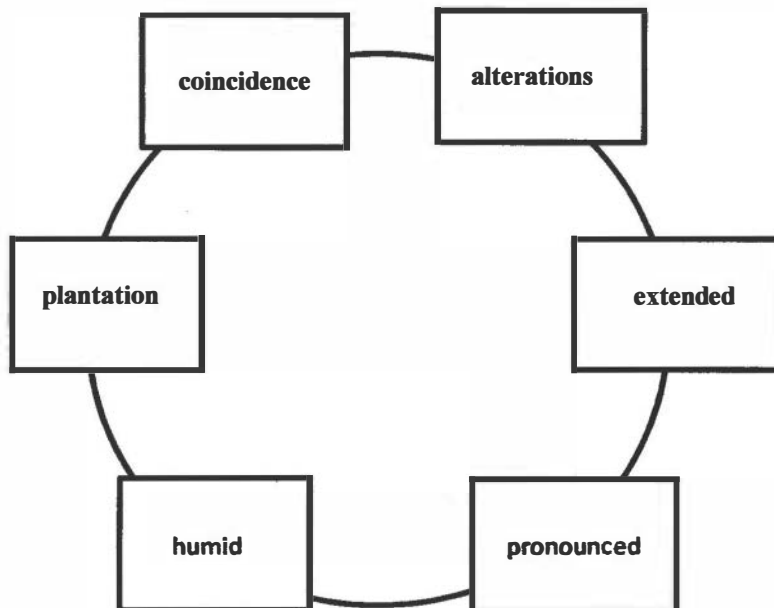 coincidence
alterations
plantation
extended
humid
pronounced